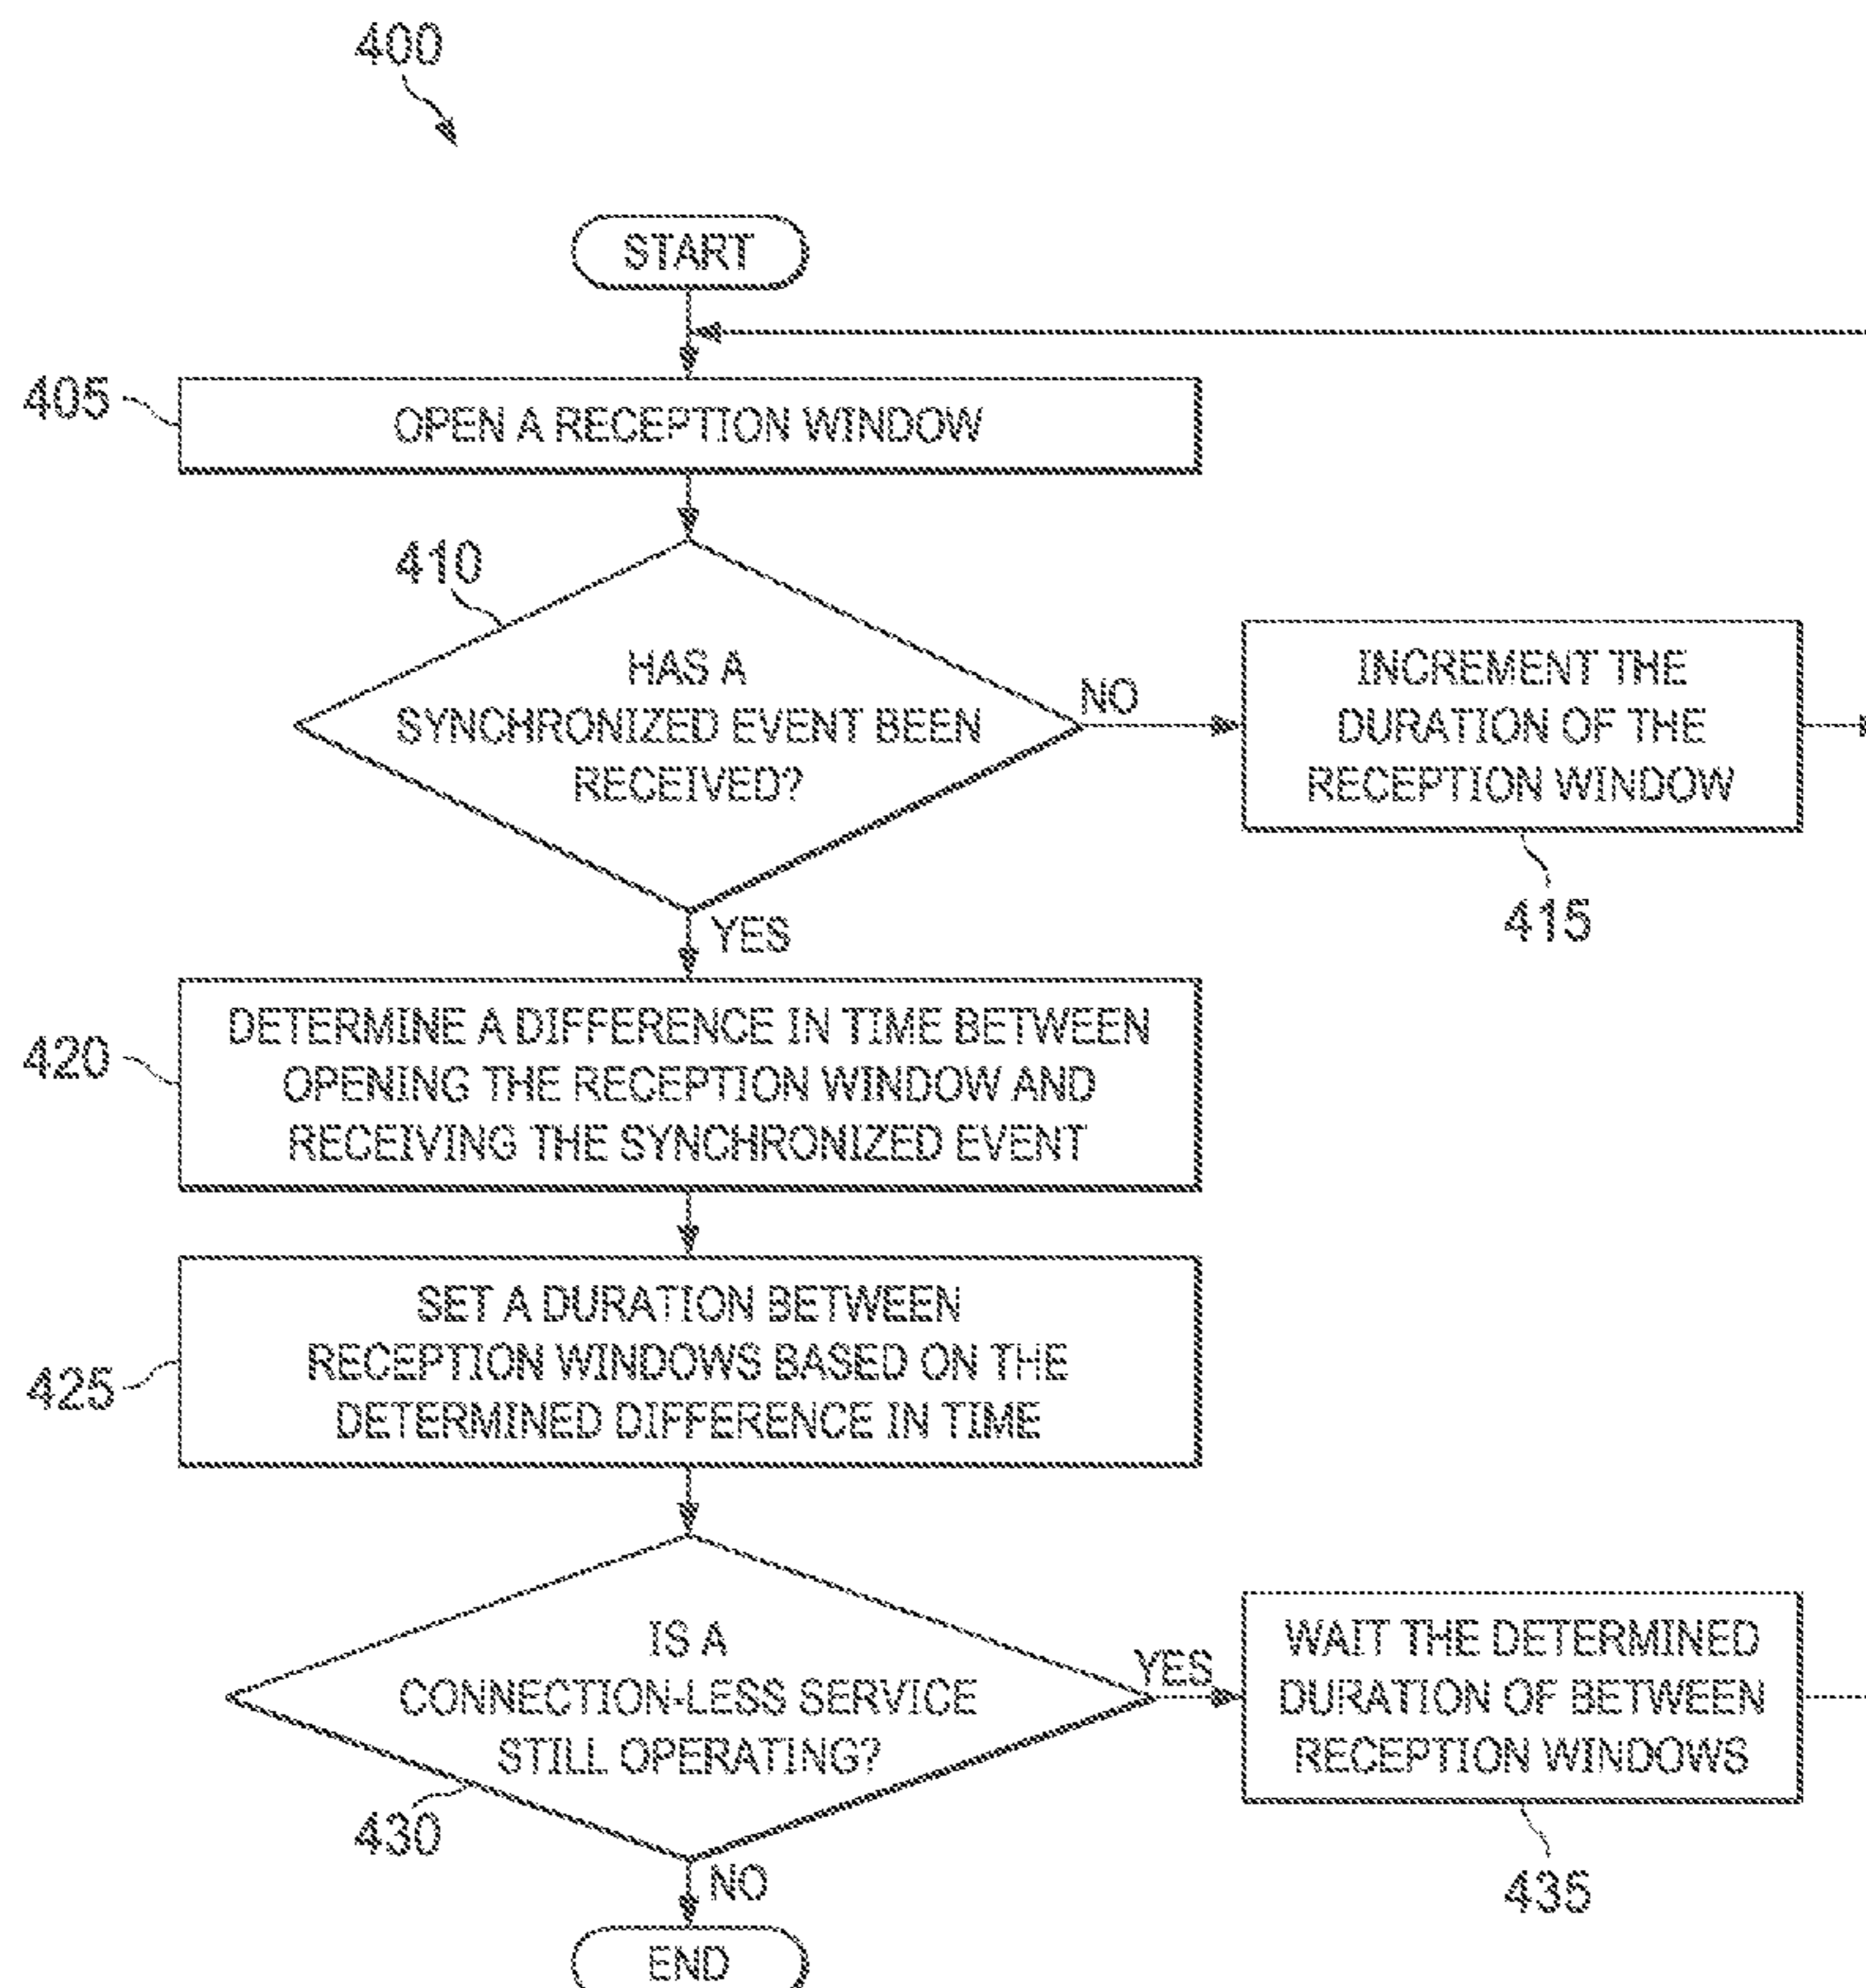 400
START
405
OPEN A RECEPTION WINDOW
410
HAS A
SYNCHRONIZED EVENT BEEN
RECEIVED?
NO
INCREMENT THE
DURATION OF THE
RECEPTION WINDOW
415
YES
420
DETERMINE A DIFFERENCE IN TIME BETWEEN
OPENING THE RECEPTION WINDOW AND
RECEIVING THE SYNCHRONIZED EVENT
425
SET A DURATION BETWEEN
RECEPTION WINDOWS BASED ON THE
DETERMINED DIFFERENCE IN TIME
IS A
CONNECTION-LESS SERVICE
STILL OPERATING?
430
YES
WAIT THE DETERMINED
DURATION OF BETWEEN
RECEPTION WINDOWS
435
NO
END